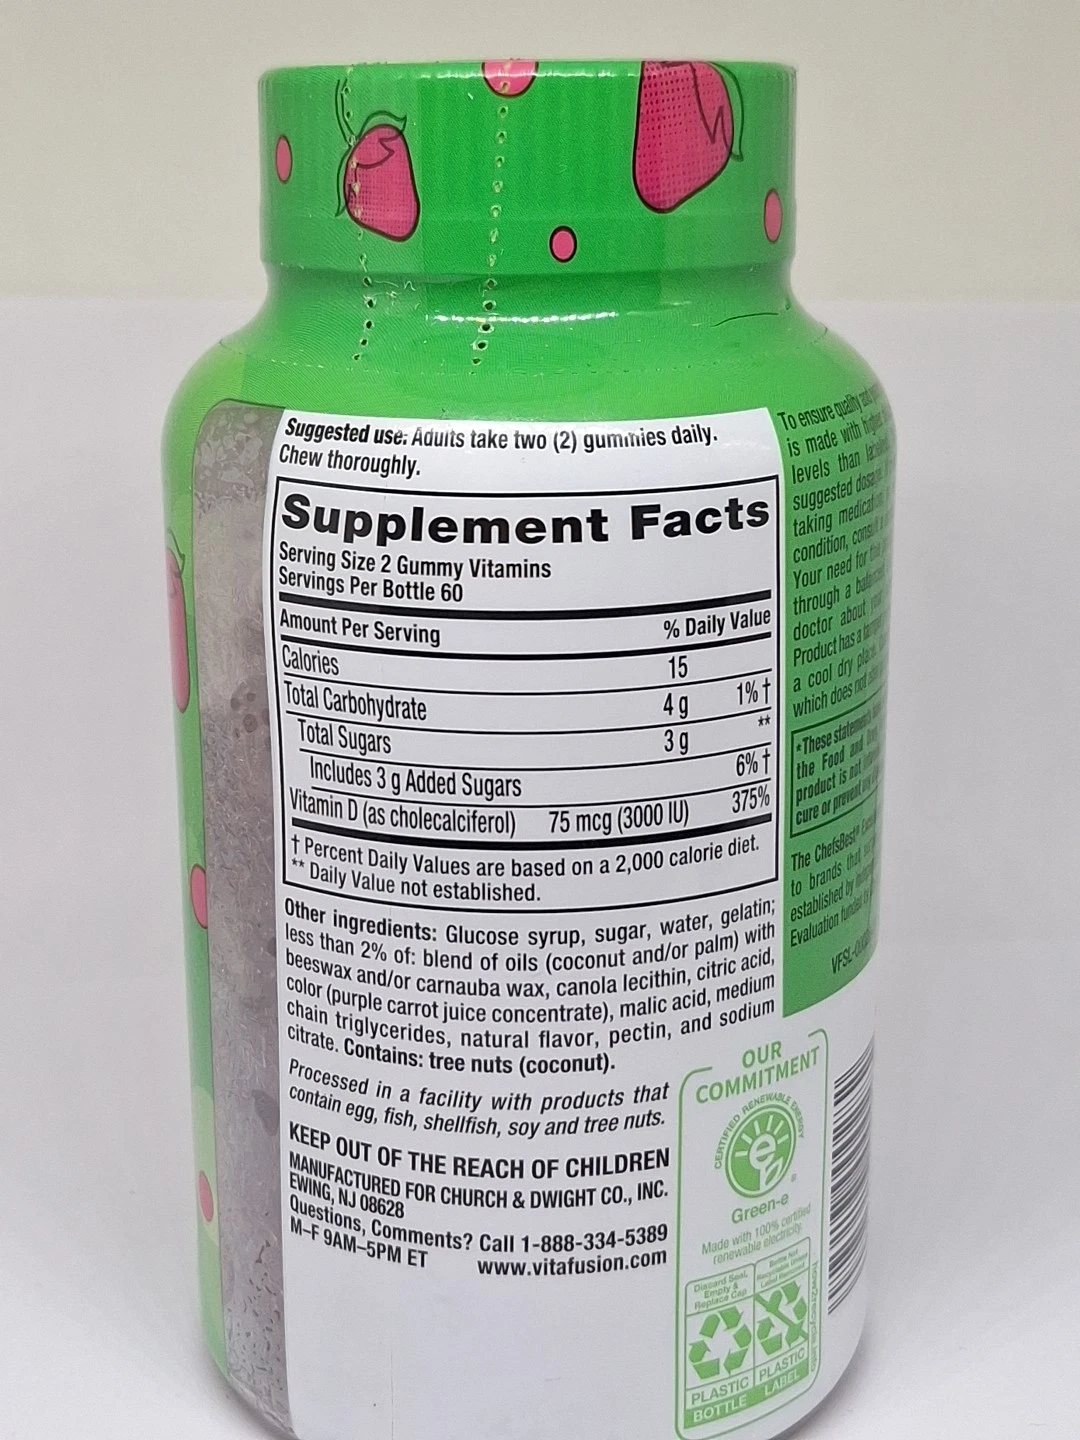 Suggested use: Adults take two (2) gummies daily.
Chew thoroughly.
Supplement Facts
Serving Size 2 Gummy Vitamins
Servings Per Bottle 60
Amount Per Serving % Daily Value
Calories 15
Total Carbohydrate 4 g 1% †
Total Sugars 3 g **
Includes 3 g Added Sugars 6% †
Vitamin D (as cholecalciferol) 75 mcg (3000 IU) 375%
† Percent Daily Values are based on a 2,000 calorie diet.
** Daily Value not established.
Other ingredients: Glucose syrup, sugar, water, gelatin;
less than 2% of: blend of oils (coconut and/or palm) with
beeswax and/or carnauba wax, canola lecithin, citric acid,
color (purple carrot juice concentrate), malic acid, medium
chain triglycerides, natural flavor, pectin, and sodium
citrate. Contains: tree nuts (coconut).
Processed in a facility with products that
contain egg, fish, shellfish, soy and tree nuts.
KEEP OUT OF THE REACH OF CHILDREN
MANUFACTURED FOR CHURCH & DWIGHT CO., INC.
EWING, NJ 08628
Questions, Comments? Call 1-888-334-5389
M–F 9AM–5PM ET www.vitafusion.com
To ensure quality
is made with
levels than
suggested
taking
condition,
Your need for
through a
doctor about
Product has a
a cool dry
which does not
*These
the Food and
product is not
cure or prevent
The ChefsBest®
to brands that
established by
Evaluation
OUR
COMMITMENT
CERTIFIED RENEWABLE ENERGY
e
®
Green-e
Made with 100% certified
renewable electricity.
Discard Seal,
Empty &
Replace Cap
PLASTIC
BOTTLE
PLASTIC
LABEL
how2recycle.info